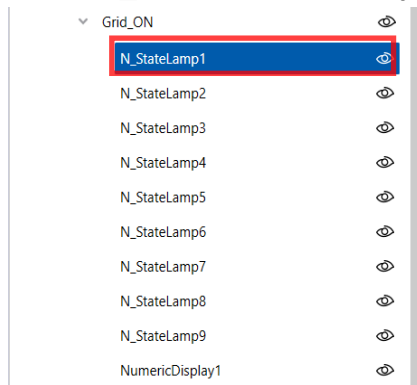 Grid_ON
N_StateLamp1
N_StateLamp2
N_StateLamp3
N_StateLamp4
N_StateLamp5
N_StateLamp6
N_StateLamp7
N_StateLamp8
N_StateLamp9
NumericDisplay1